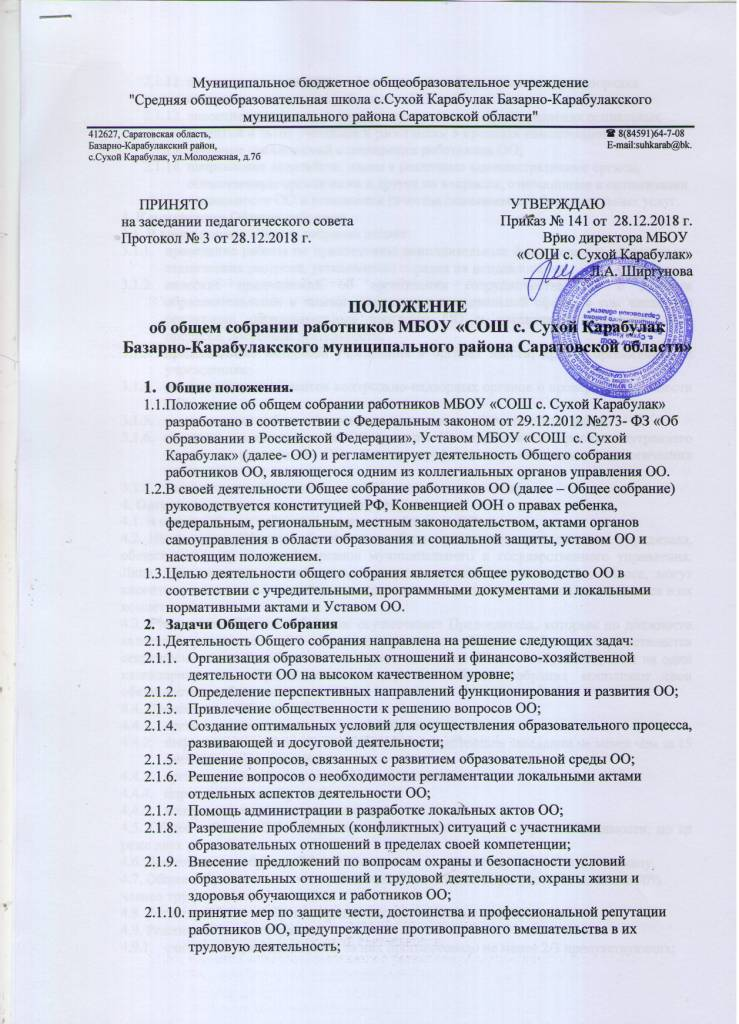 Муниципальное бюджетное общеобразовательное учреждение
"Средняя общеобразовательная школа с.Сухой Карабулак Базарно-Карабулакского
муниципального района Саратовской области"
412627, Саратовская область,
Базарно-Карабулакский район,
с.Сухой Карабулак, ул.Молодежная, д.7б
☎ 8(84591)64-7-08
E-mail:suhkarab@bk.
ПРИНЯТО
на заседании педагогического совета
Протокол № 3 от 28.12.2018 г.
УТВЕРЖДАЮ
Приказ № 141 от 28.12.2018 г.
Врио директора МБОУ
«СОШ с. Сухой Карабулак»
Л.А. Ширгунова
ПОЛОЖЕНИЕ
об общем собрании работников МБОУ «СОШ с. Сухой Карабулак
Базарно-Карабулакского муниципального района Саратовской области»
1. Общие положения.
1.1.Положение об общем собрании работников МБОУ «СОШ с. Сухой Карабулак»
разработано в соответствии с Федеральным законом от 29.12.2012 №273- ФЗ «Об
образовании в Российской Федерации», Уставом МБОУ «СОШ с. Сухой
Карабулак» (далее- ОО) и регламентирует деятельность Общего собрания
работников ОО, являющегося одним из коллегиальных органов управления ОО.
1.2.В своей деятельности Общее собрание работников ОО (далее – Общее собрание)
руководствуется конституцией РФ, Конвенцией ООН о правах ребенка,
федеральным, региональным, местным законодательством, актами органов
самоуправления в области образования и социальной защиты, уставом ОО и
настоящим положением.
1.3.Целью деятельности общего собрания является общее руководство ОО в
соответствии с учредительными, программными документами и локальными
нормативными актами и Уставом ОО.
2. Задачи Общего Собрания
2.1.Деятельность Общего собрания направлена на решение следующих задач:
2.1.1. Организация образовательных отношений и финансово-хозяйственной
деятельности ОО на высоком качественном уровне;
2.1.2. Определение перспективных направлений функционирования и развития ОО;
2.1.3. Привлечение общественности к решению вопросов ОО;
2.1.4. Создание оптимальных условий для осуществления образовательного процесса,
развивающей и досуговой деятельности;
2.1.5. Решение вопросов, связанных с развитием образовательной среды ОО;
2.1.6. Решение вопросов о необходимости регламентации локальными актами
отдельных аспектов деятельности ОО;
2.1.7. Помощь администрации в разработке локальных актов ОО;
2.1.8. Разрешение проблемных (конфликтных) ситуаций с участниками
образовательных отношений в пределах своей компетенции;
2.1.9. Внесение предложений по вопросам охраны и безопасности условий
образовательных отношений и трудовой деятельности, охраны жизни и
здоровья обучающихся и работников ОО;
2.1.10. принятие мер по защите чести, достоинства и профессиональной репутации
работников ОО, предупреждение противоправного вмешательства в их
трудовую деятельность;